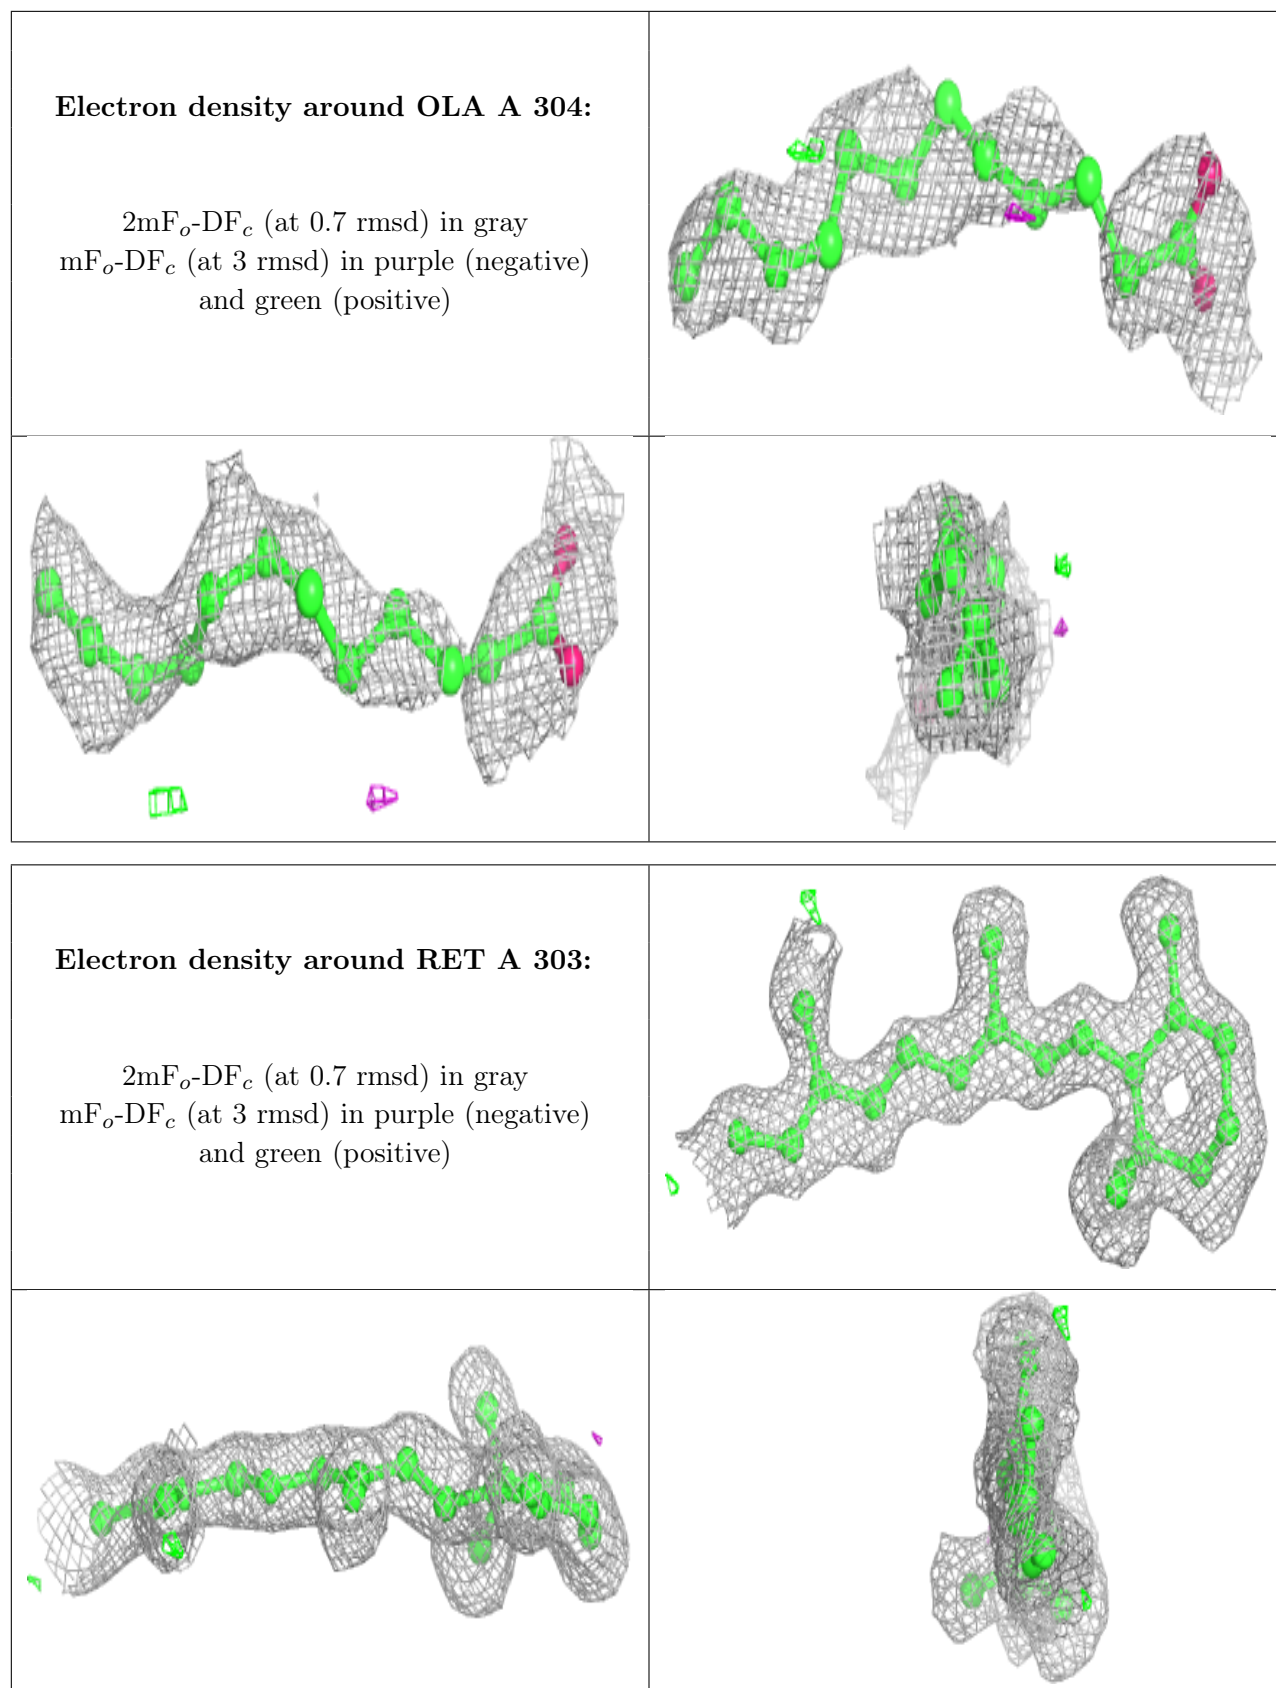 Electron density around OLA A 304:
2mFo-DFc (at 0.7 rmsd) in gray
mFo-DFc (at 3 rmsd) in purple (negative)
and green (positive)
Electron density around RET A 303:
2mFo-DFc (at 0.7 rmsd) in gray
mFo-DFc (at 3 rmsd) in purple (negative)
and green (positive)